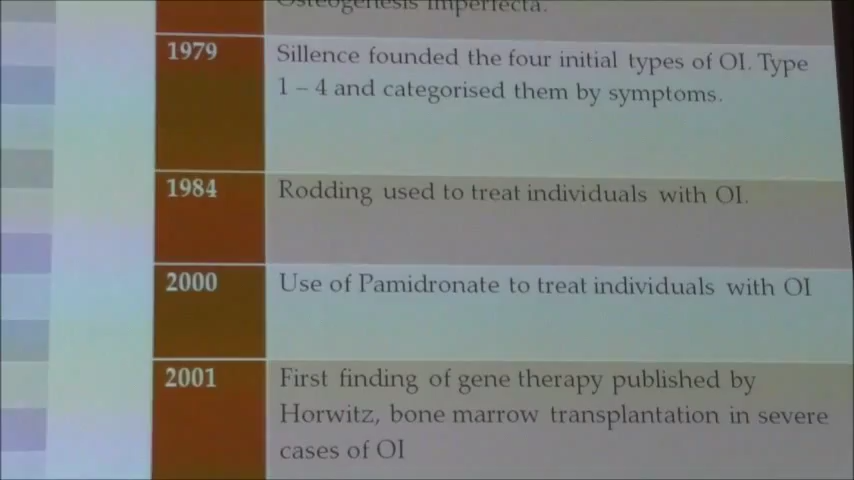 Osteogenesis Imperfecta.
1979
Sillence founded the four initial types of OI. Type
1 – 4 and categorised them by symptoms.
1984
Rodding used to treat individuals with OI.
2000
Use of Pamidronate to treat individuals with OI
2001
First finding of gene therapy published by
Horwitz, bone marrow transplantation in severe
cases of OI